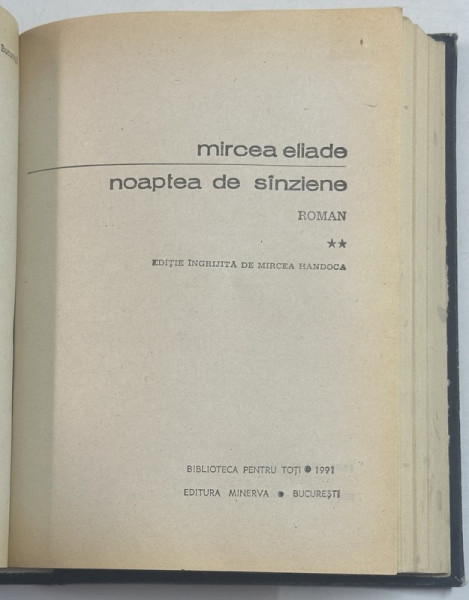 mircea eliade
noaptea de sînziene
ROMAN
★★
EDIȚIE ÎNGRIJITĂ DE MIRCEA HANDOCA
BIBLIOTECA PENTRU TOȚI ● 1991
EDITURA MINERVA ● BUCUREȘTI